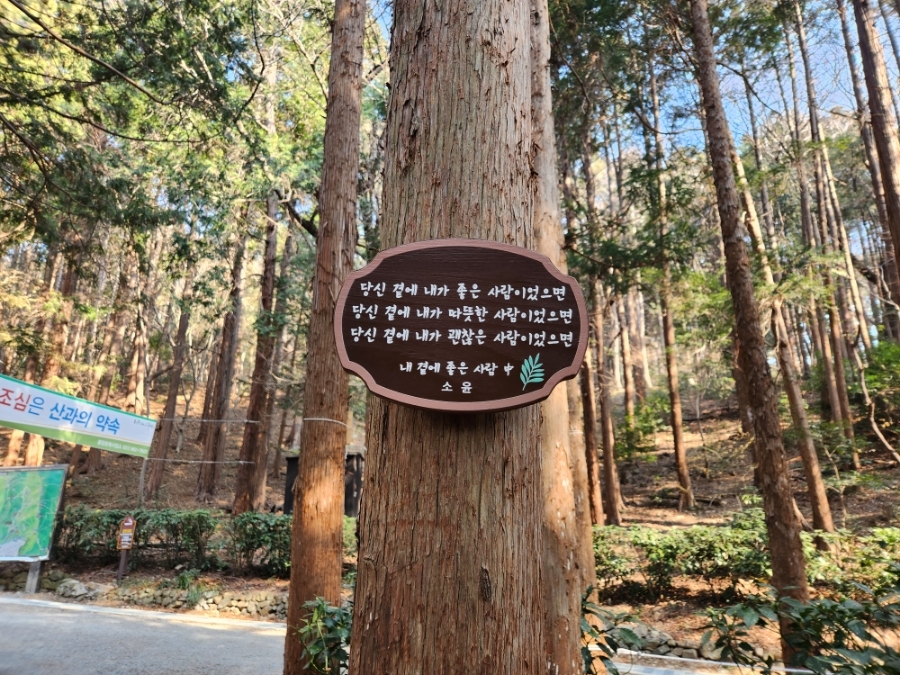 당신 곁에 내가 좋은 사람이었으면
당신 곁에 내가 따뜻한 사람이었으면
당신 곁에 내가 괜찮은 사람이었으면
내 곁에 좋은 사람 中
소윤
조심은 산과의 약속